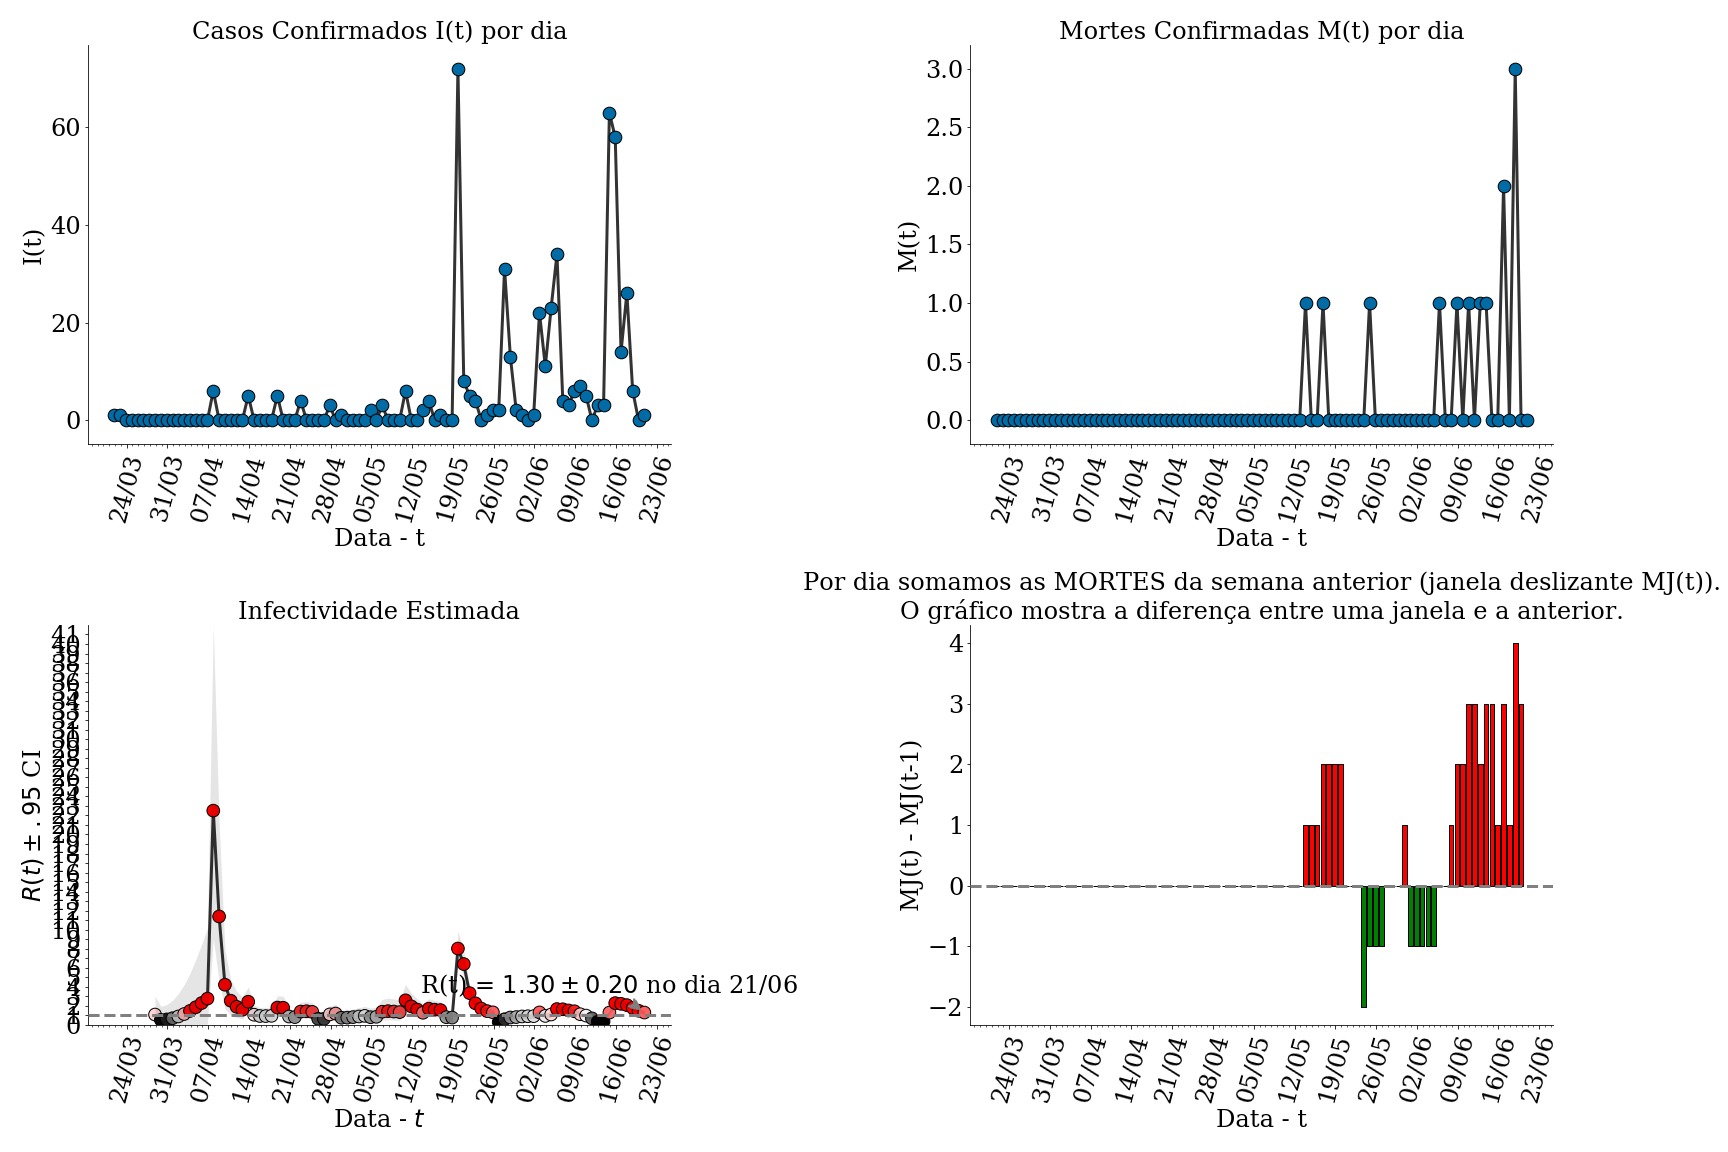 Casos Confirmados I(t) por dia
I(t)
60
40
20
0
24/03 31/03 07/04 14/04 21/04 28/04 05/05 12/05 19/05 26/05 02/06 09/06 16/06 23/06
Data - t
Mortes Confirmadas M(t) por dia
M(t)
3.0
2.5
2.0
1.5
1.0
0.5
0.0
24/03 31/03 07/04 14/04 21/04 28/04 05/05 12/05 19/05 26/05 02/06 09/06 16/06 23/06
Data - t
Infectividade Estimada
R(t) ± .95 CI
41
0
R(t) = 1.30 ± 0.20 no dia 21/06
24/03 31/03 07/04 14/04 21/04 28/04 05/05 12/05 19/05 26/05 02/06 09/06 16/06 23/06
Data - t
Por dia somamos as MORTES da semana anterior (janela deslizante MJ(t)).
O gráfico mostra a diferença entre uma janela e a anterior.
MJ(t) - MJ(t-1)
4
3
2
1
0
−1
−2
24/03 31/03 07/04 14/04 21/04 28/04 05/05 12/05 19/05 26/05 02/06 09/06 16/06 23/06
Data - t